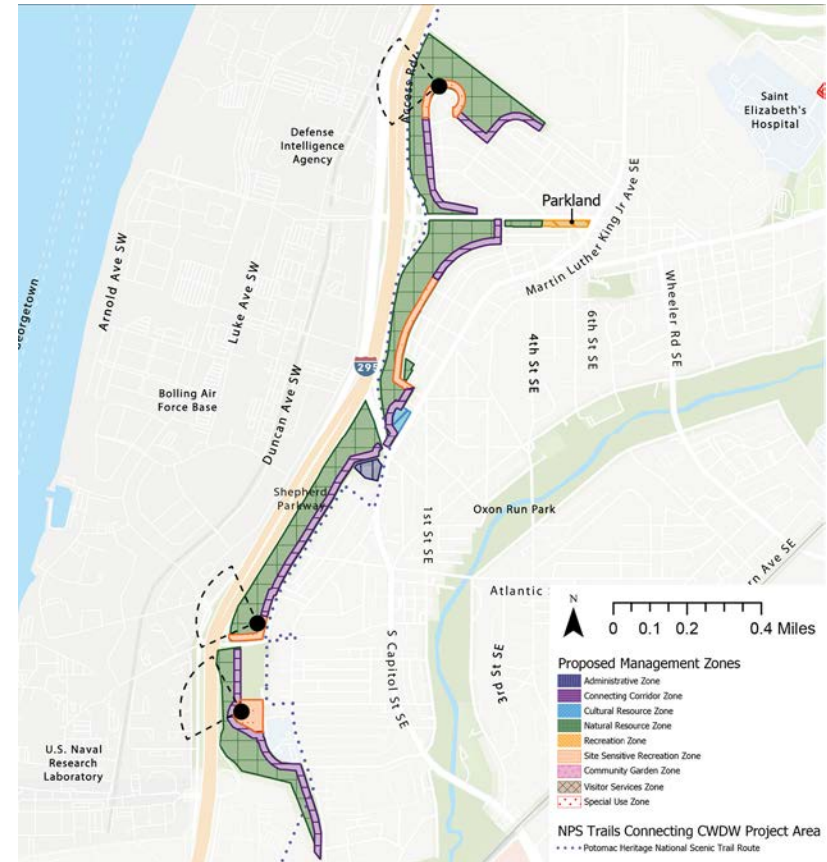 Access Rd
Saint
Elizabeth's
Hospital
Defense
Intelligence
Agency
Parkland
Martin Luther King Jr Ave SE
Georgetown
Arnold Ave SW
Luke Ave SW
Wheeler Rd SE
6th St SE
4th St SE
295
Bolling Air
Force Base
Duncan Ave SW
Shepherd
Parkway
1st St SE
Oxon Run Park
Atlantic
rn Ave SE
S Capitol St SE
3rd St SE
U.S. Naval
Research
Laboratory
N
0 0.1 0.2 0.4 Miles
Proposed Management Zones
Administrative Zone
Connecting Corridor Zone
Cultural Resource Zone
Natural Resource Zone
Recreation Zone
Site Sensitive Recreation Zone
Community Garden Zone
Visitor Services Zone
Special Use Zone
NPS Trails Connecting CWDW Project Area
Potomac Heritage National Scenic Trail Route